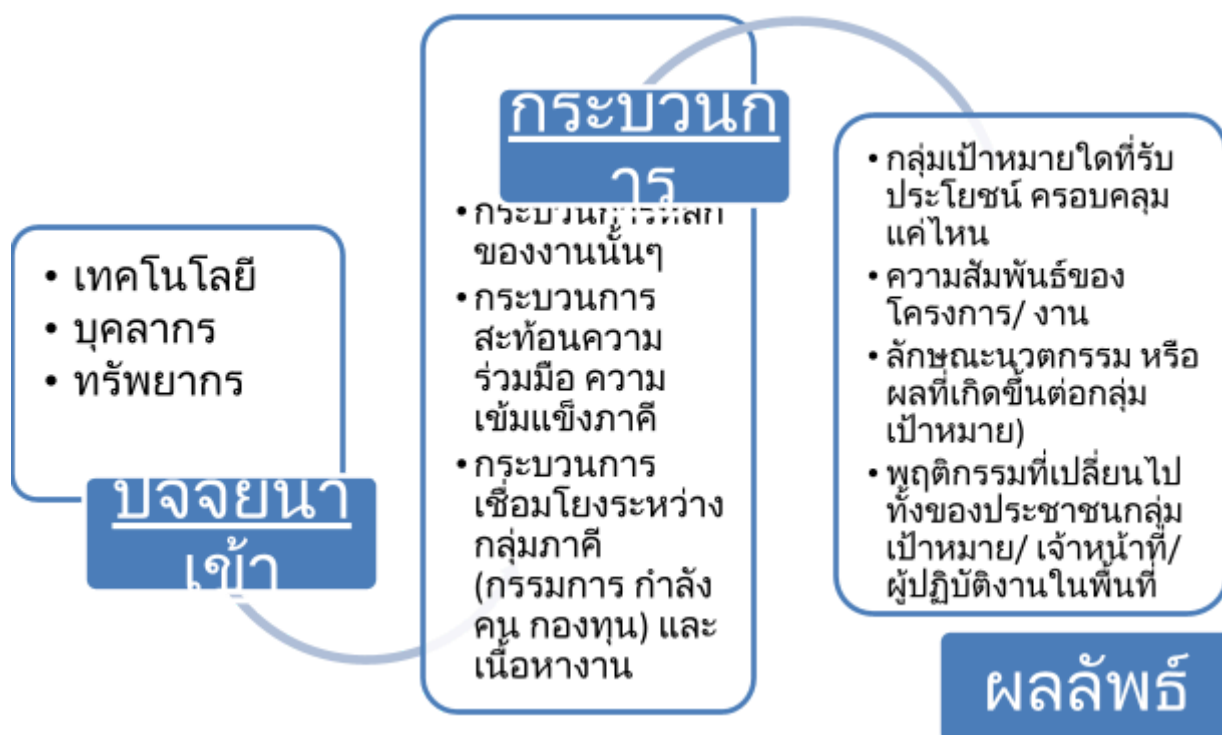 • เทคโนโลยี
• บุคลากร
• ทรัพยากร
ปัจจัยนำ
เข้า
กระบวนก
าร
• กระบวนการหลัก
ของงานนั้นๆ
• กระบวนการ
สะท้อนความ
ร่วมมือ ความ
เข้มแข็งภาคี
• กระบวนการ
เชื่อมโยงระหว่าง
กลุ่มภาคี
(กรรมการ กำลัง
คน กองทุน) และ
เนื้อหางาน
• กลุ่มเป้าหมายใดที่รับ
ประโยชน์ ครอบคลุม
แค่ไหน
• ความสัมพันธ์ของ
โครงการ/ งาน
• ลักษณะนวตกรรม หรือ
ผลที่เกิดขึ้นต่อกลุ่ม
เป้าหมาย)
• พฤติกรรมที่เปลี่ยนไป
ทั้งของประชาชนกลุ่ม
เป้าหมาย/ เจ้าหน้าที่/
ผู้ปฏิบัติงานในพื้นที่
ผลลัพธ์